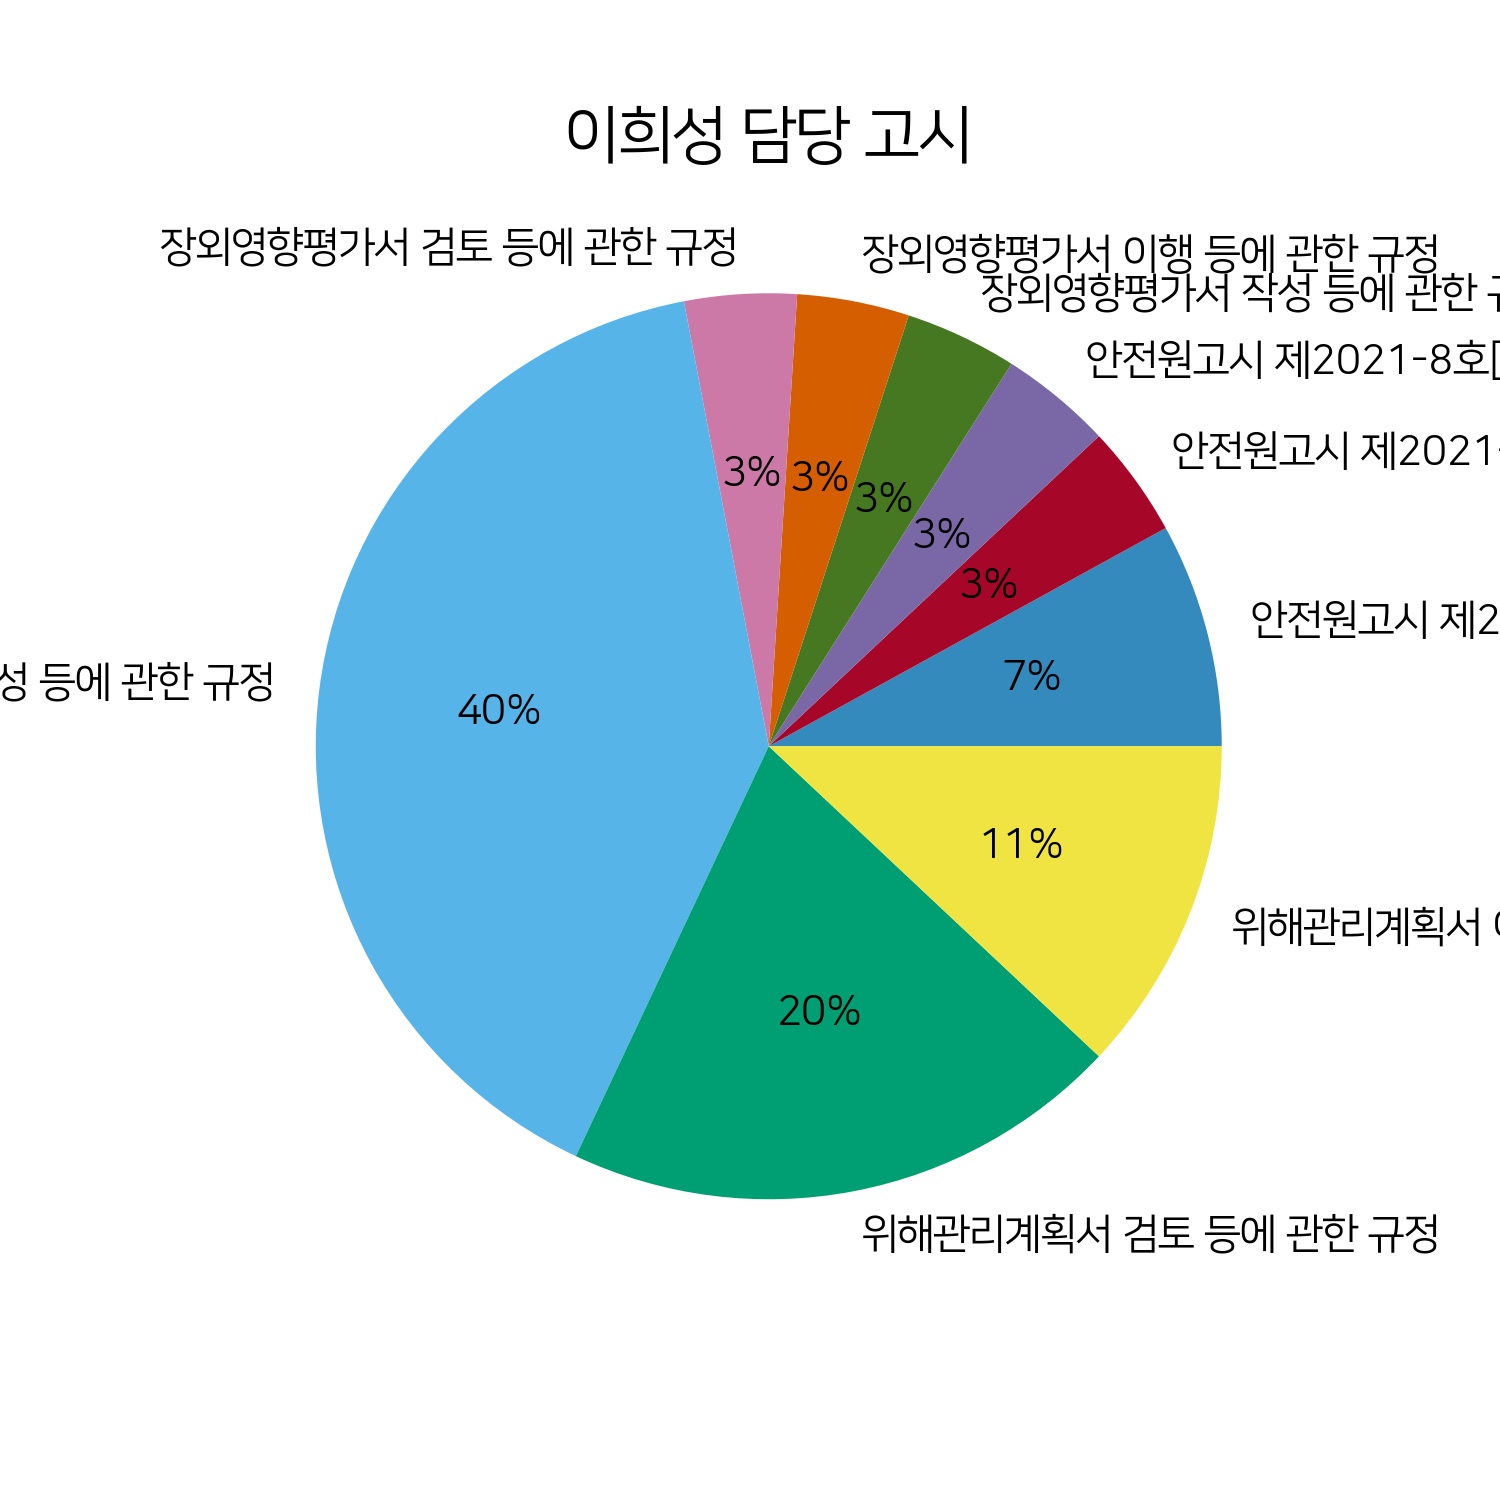 이희성 담당 고시
장외영향평가서 검토 등에 관한 규정
장외영향평가서 이행 등에 관한 규정
장외영향평가서 작성 등에 관한
안전원고시 제2021-8호[
안전원고시 제2021-
안전원고시 제2
성 등에 관한 규정
위해관리계획서
위해관리계획서 검토 등에 관한 규정
3%
3%
3%
3%
3%
7%
40%
11%
20%